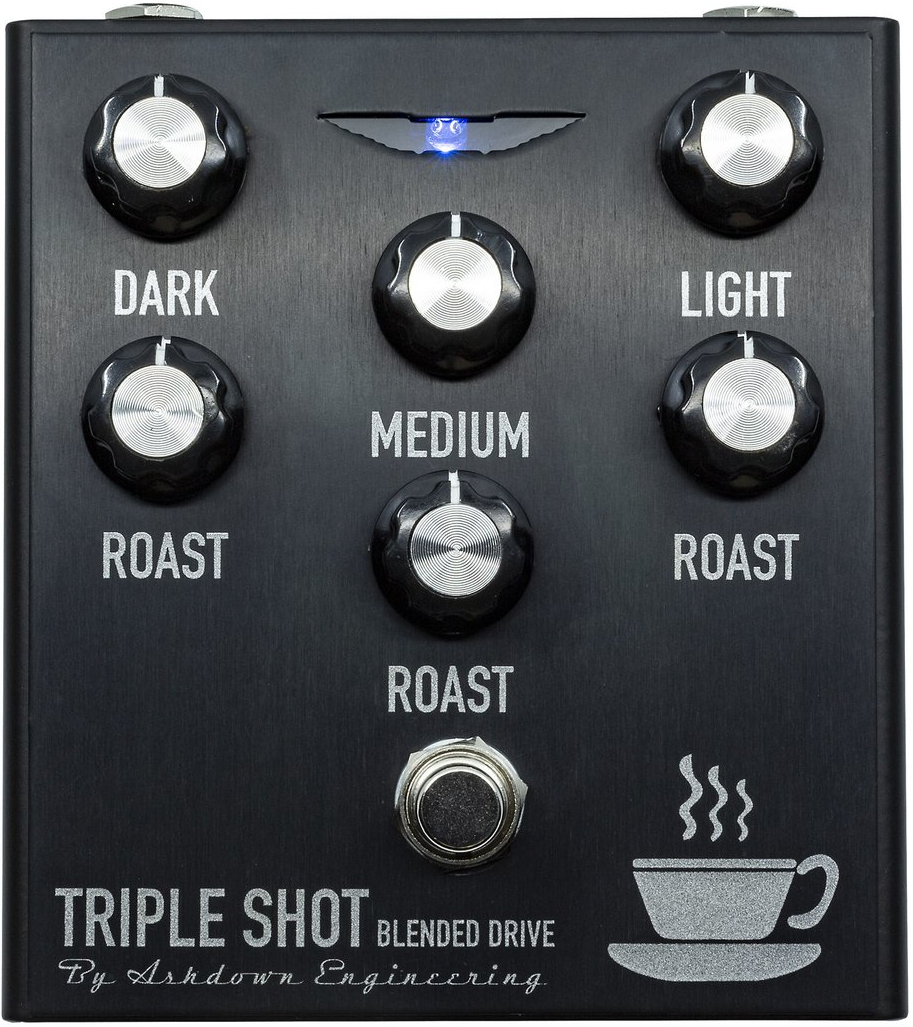 DARK
LIGHT
MEDIUM
ROAST
ROAST
ROAST
TRIPLE SHOT BLENDED DRIVE
By Ashdown Engineering